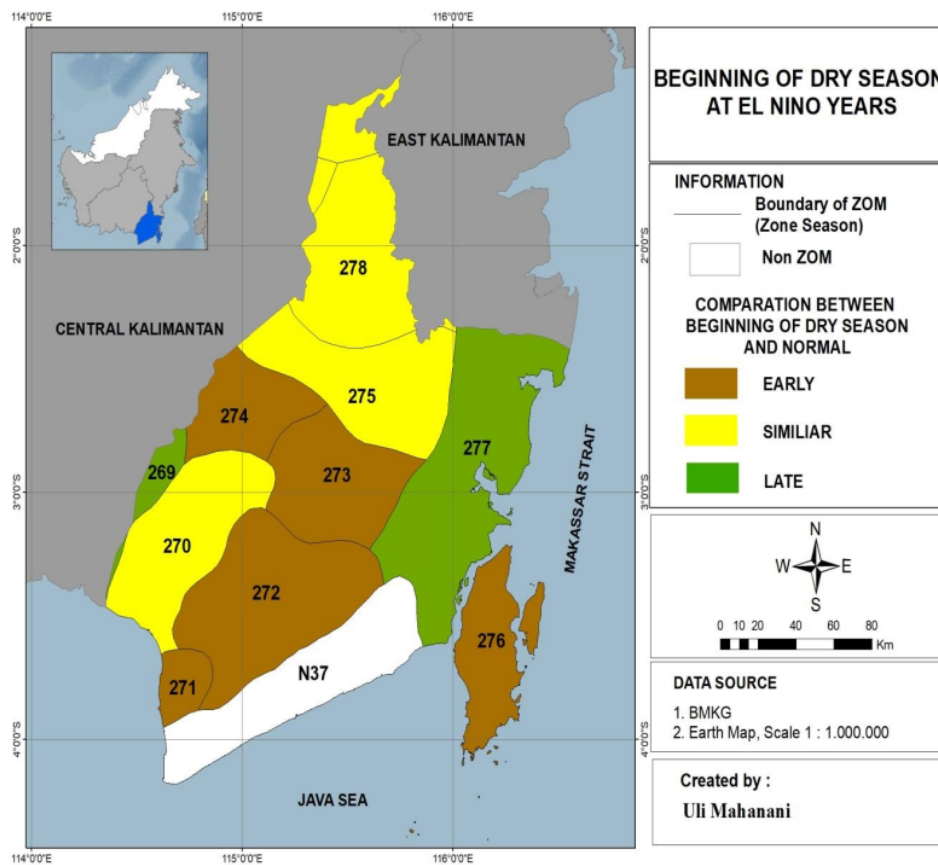 114°0'0"E
115°0'0"E
116°0'0"E
BEGINNING OF DRY SEASON
AT EL NINO YEARS
EAST KALIMANTAN
INFORMATION
Boundary of ZOM
(Zone Season)
Non ZOM
COMPARATION BETWEEN
BEGINNING OF DRY SEASON
AND NORMAL
EARLY
SIMILIAR
LATE
2°0'0"S
2°0'0"S
278
CENTRAL KALIMANTAN
275
274
277
269
273
MAKASSAR STRAIT
3°0'0"S
3°0'0"S
270
272
276
271
N37
4°0'0"S
4°0'0"S
JAVA SEA
N
W E
S
0 10 20 40 60 80
Km
DATA SOURCE
1. BMKG
2. Earth Map, Scale 1 : 1.000.000
Created by :
Uli Mahanani
114°0'0"E
115°0'0"E
116°0'0"E